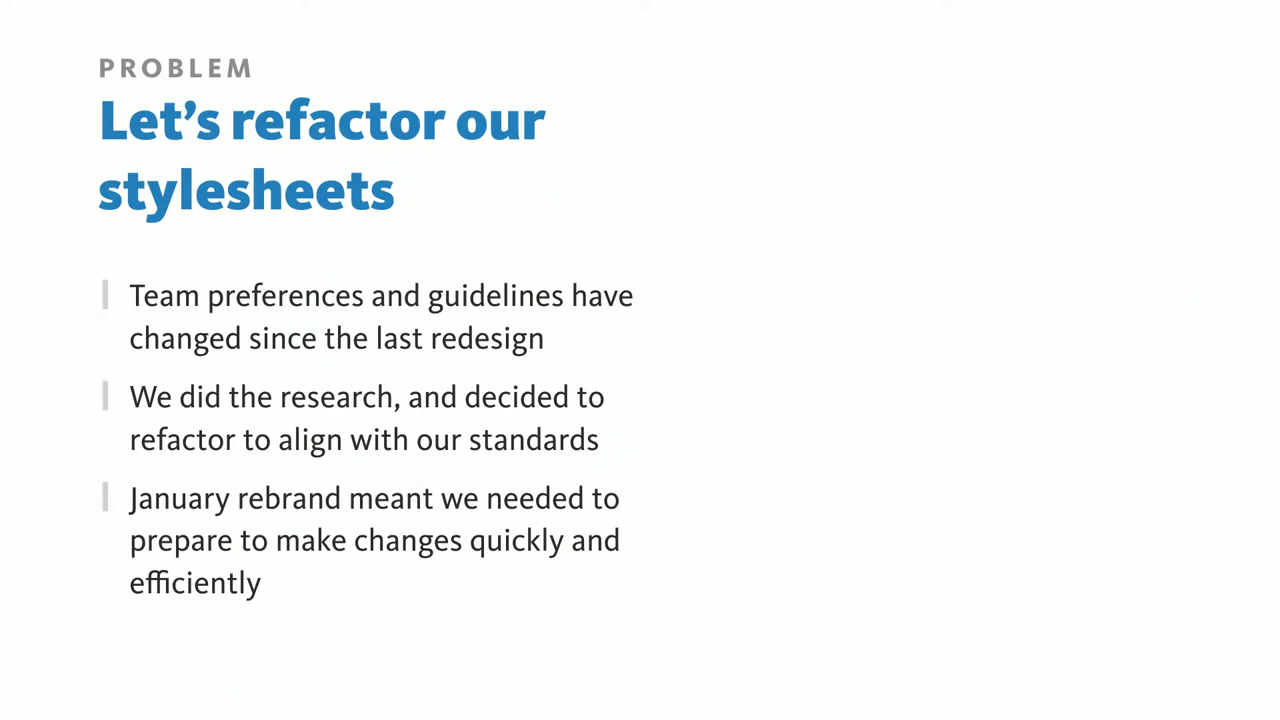 PROBLEM
Let’s refactor our
stylesheets
Team preferences and guidelines have
changed since the last redesign
We did the research, and decided to
refactor to align with our standards
January rebrand meant we needed to
prepare to make changes quickly and
efficiently